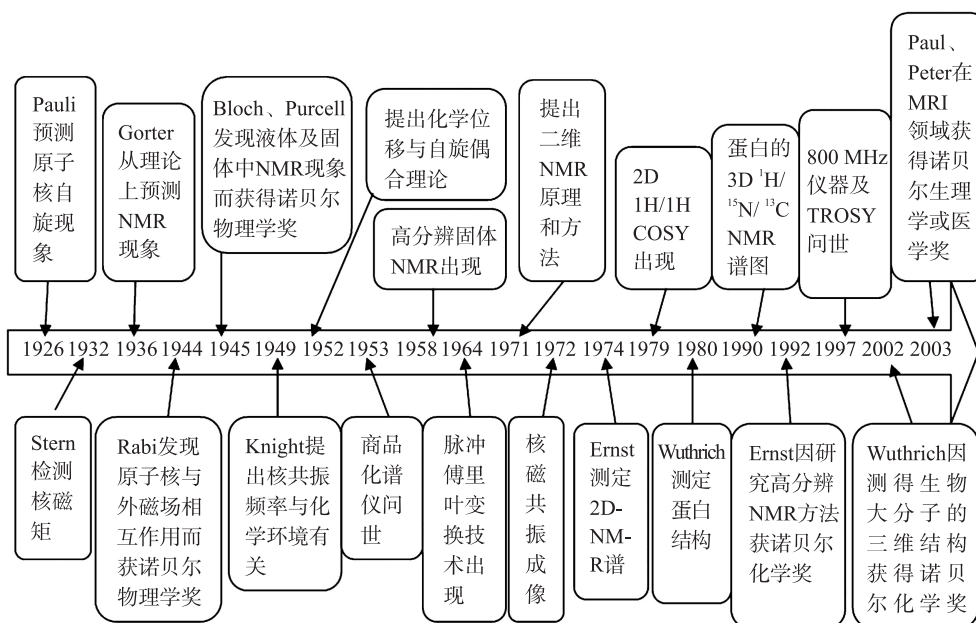 Pauli
预测
原子
核自
旋现
象
Gorter
从理论
上预测
NMR
现象
Bloch、Purcell
发现液体及固
体中NMR现象
而获得诺贝尔
物理学奖
提出化学位
移与自旋偶
合理论
高分辨固体
NMR出现
提出
二维
NMR
原理
和方
法
2D
1H/1H
COSY
出现
蛋白的
3D ¹H/
¹⁵N/ ¹³C
NMR
谱图
800 MHz
仪器及
TROSY
问世
Paul、
Peter在
MRI
领域获
得诺贝
尔生理
学或医
学奖
1926 1932 1936 1944 1945 1949 1952 1953 1958 1964 1971 1972 1974 1979 1980 1990 1992 1997 2002 2003
Stern
检测
核磁
矩
Rabi发现
原子核与
外磁场相
互作用而
获诺贝尔
物理学奖
Knight提
出核共振
频率与化
学环境有
关
商品
化谱
仪问
世
脉冲
傅里
叶变
换技
术出
现
核
磁
共
振
成
像
Ernst
测定
2D-
NM-
R谱
Wuthrich
测定
蛋白
结构
Ernst因研
究高分辨
NMR方法
获诺贝尔
化学奖
Wuthrich因
测得生物
大分子的
三维结构
获得诺贝
尔化学奖